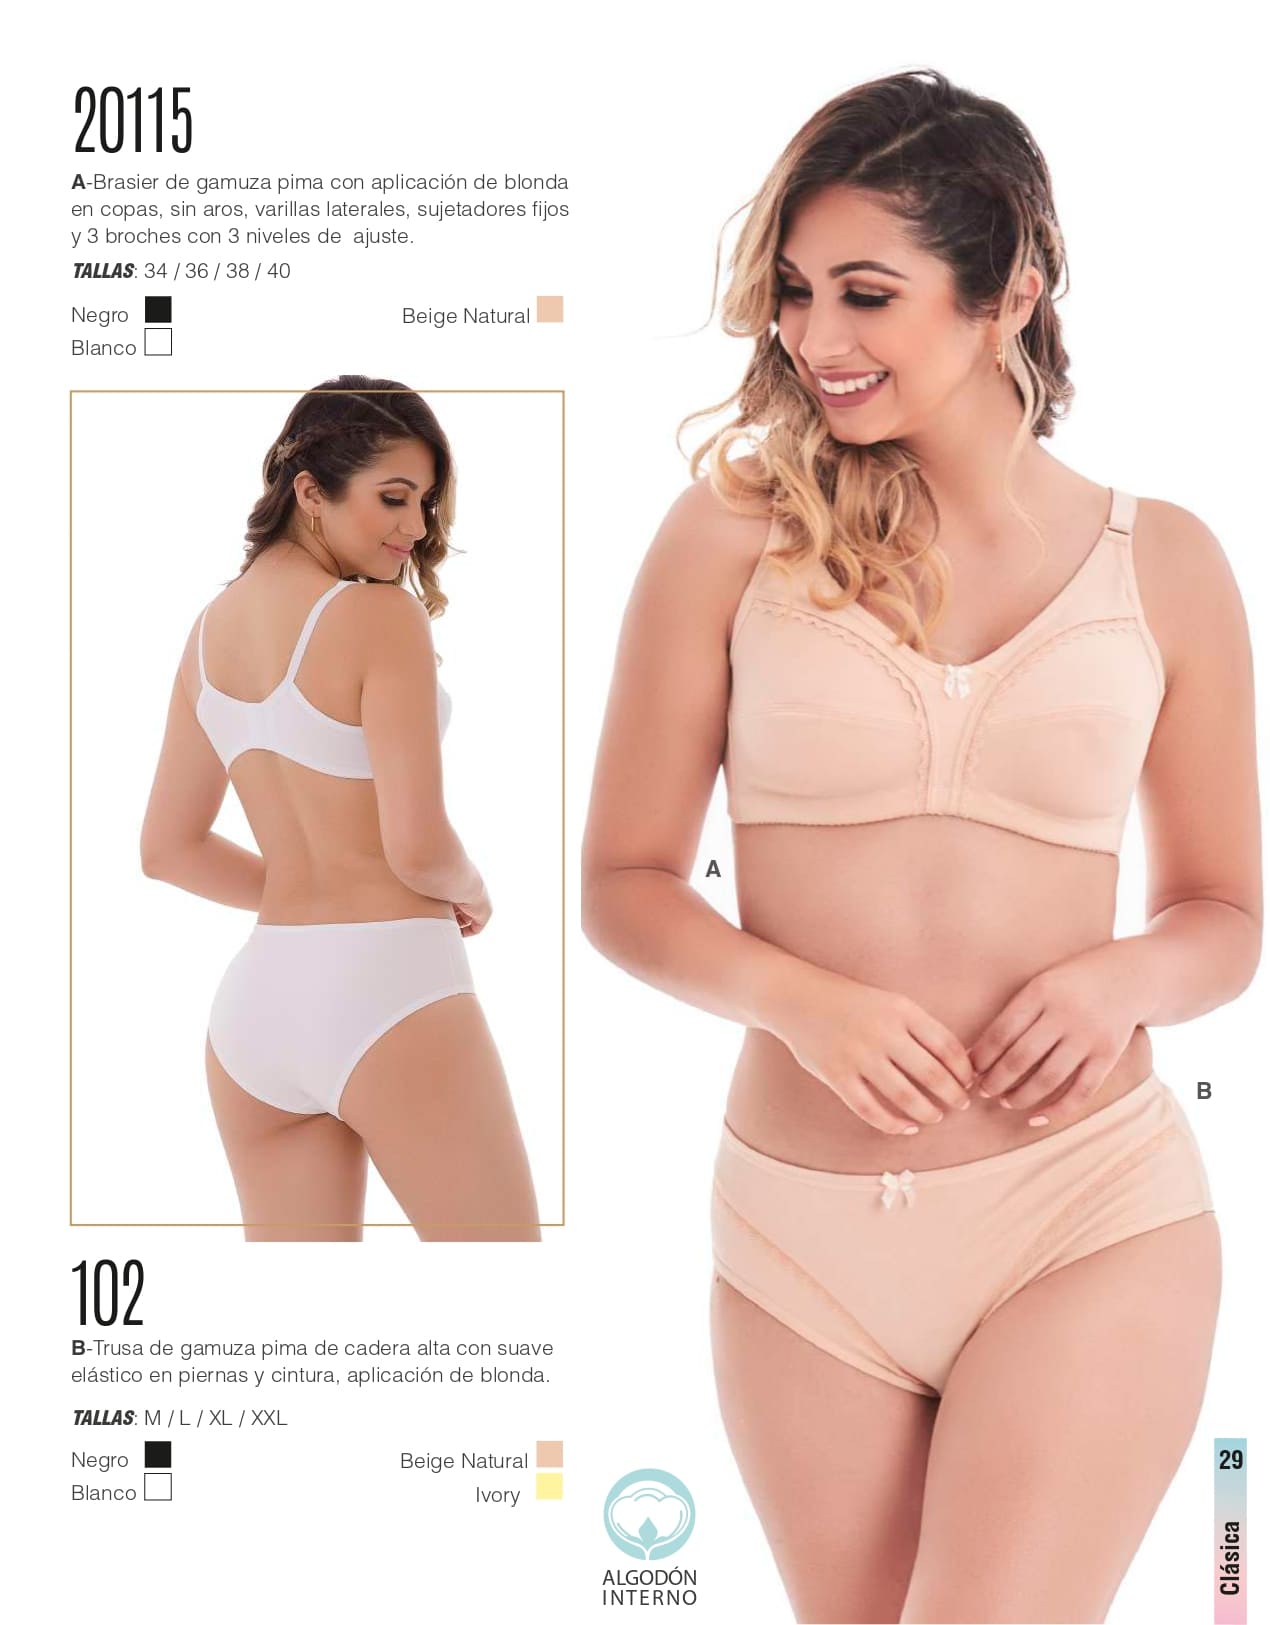 20115
A-Brasier de gamuza pima con aplicación de blonda
en copas, sin aros, varillas laterales, sujetadores fijos
y 3 broches con 3 niveles de ajuste.
TALLAS: 34 / 36 / 38 / 40
Negro
Beige Natural
Blanco
A
B
102
B-Trusa de gamuza pima de cadera alta con suave
elástico en piernas y cintura, aplicación de blonda.
TALLAS: M / L / XL / XXL
Negro
Beige Natural
Blanco
Ivory
ALGODÓN
INTERNO
29
Clásica